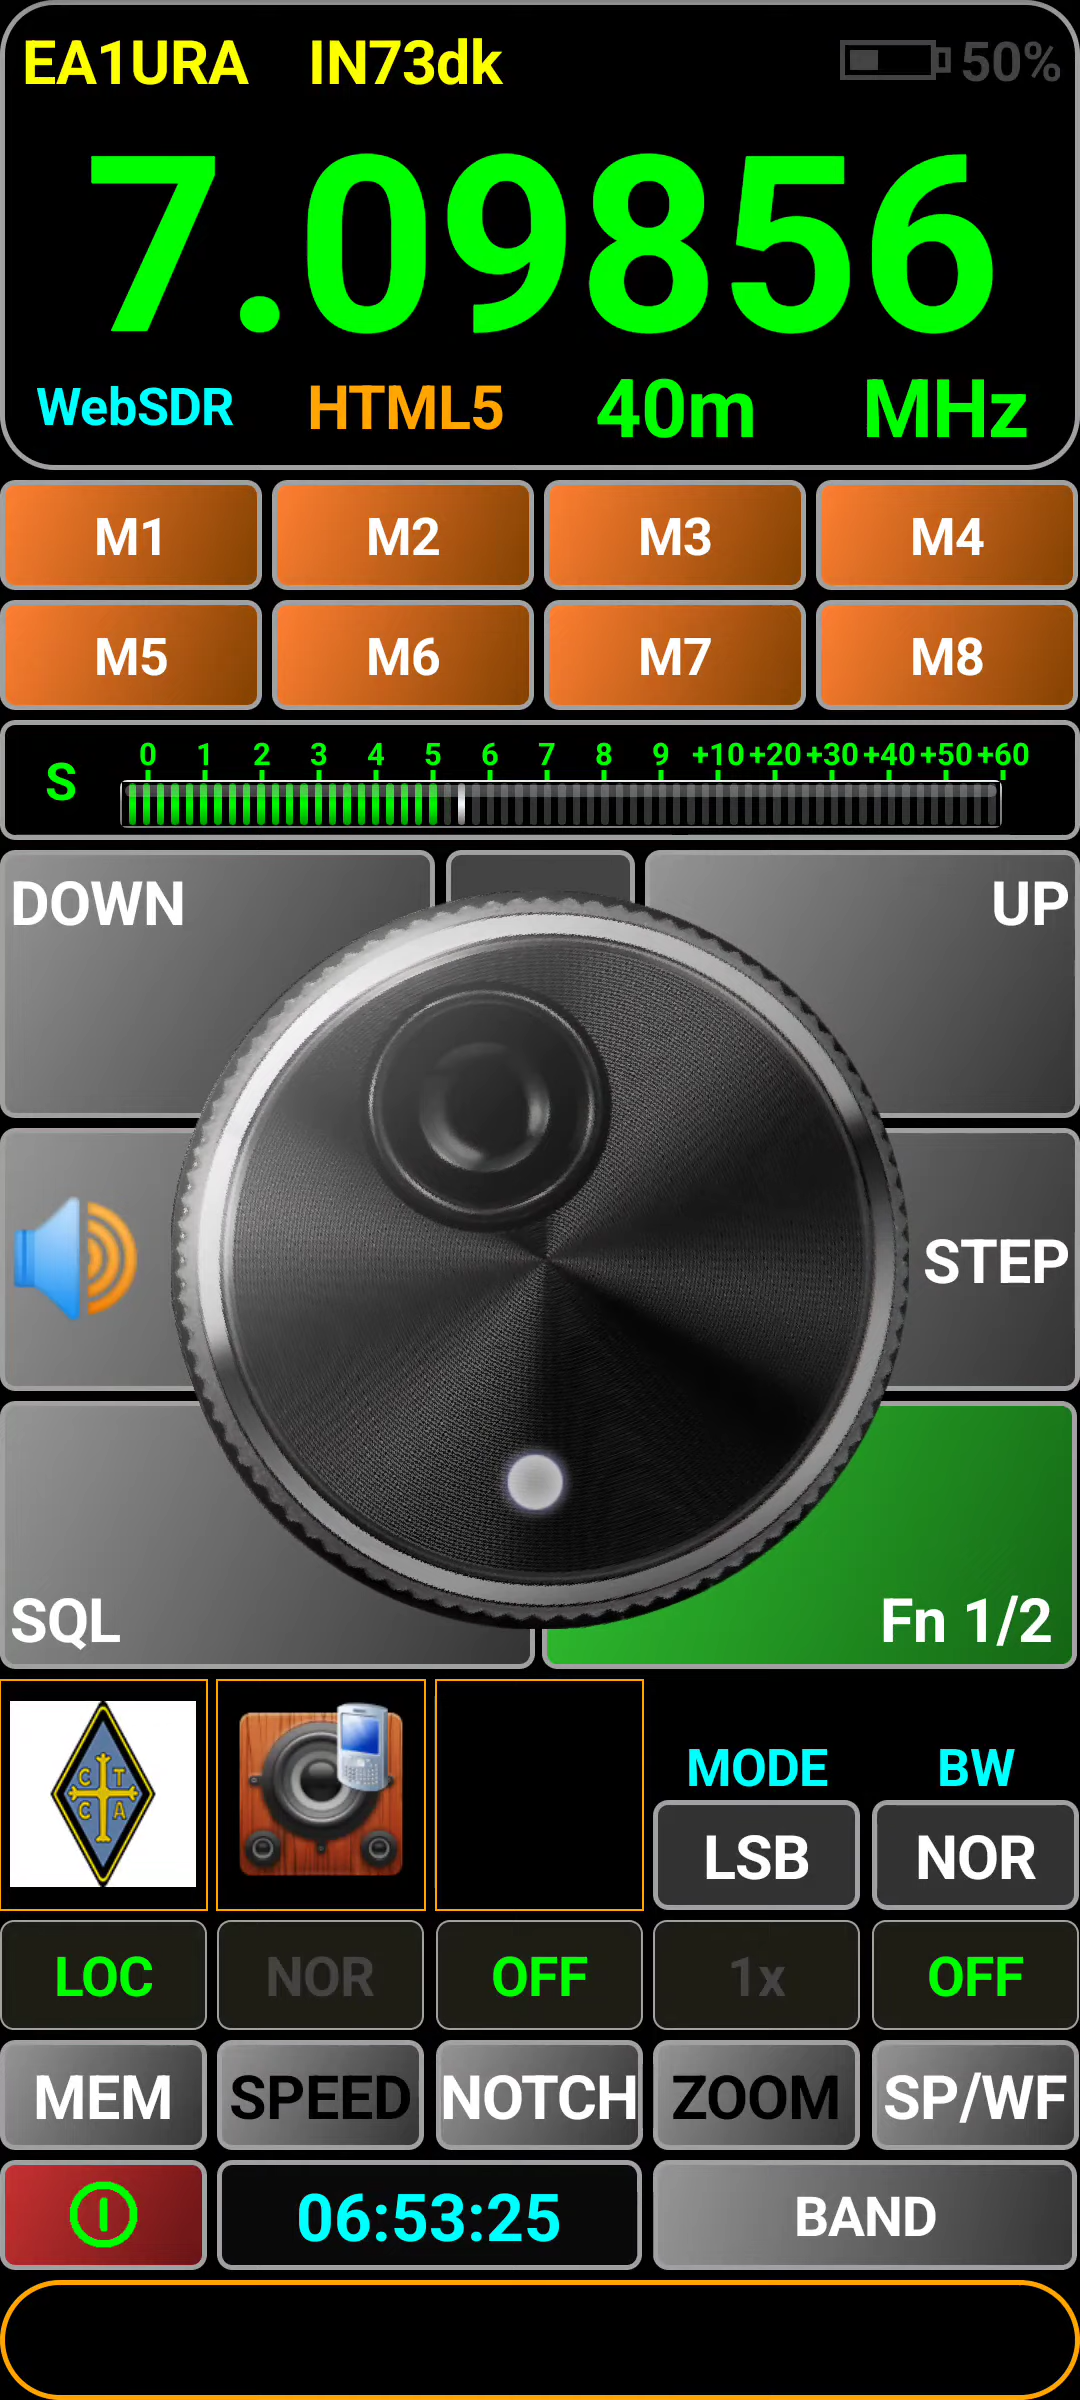 EA1URA IN73dk 50%
7.09856
WebSDR HTML5 40m MHz
M1 M2 M3 M4
M5 M6 M7 M8
0 1 2 3 4 5 6 7 8 9 +10 +20 +30 +40 +50 +60
S
DOWN UP
STEP
SQL Fn 1/2
MODE BW
C T C A
LSB NOR
LOC NOR OFF 1x OFF
MEM SPEED NOTCH ZOOM SP/WF
06:53:25 BAND